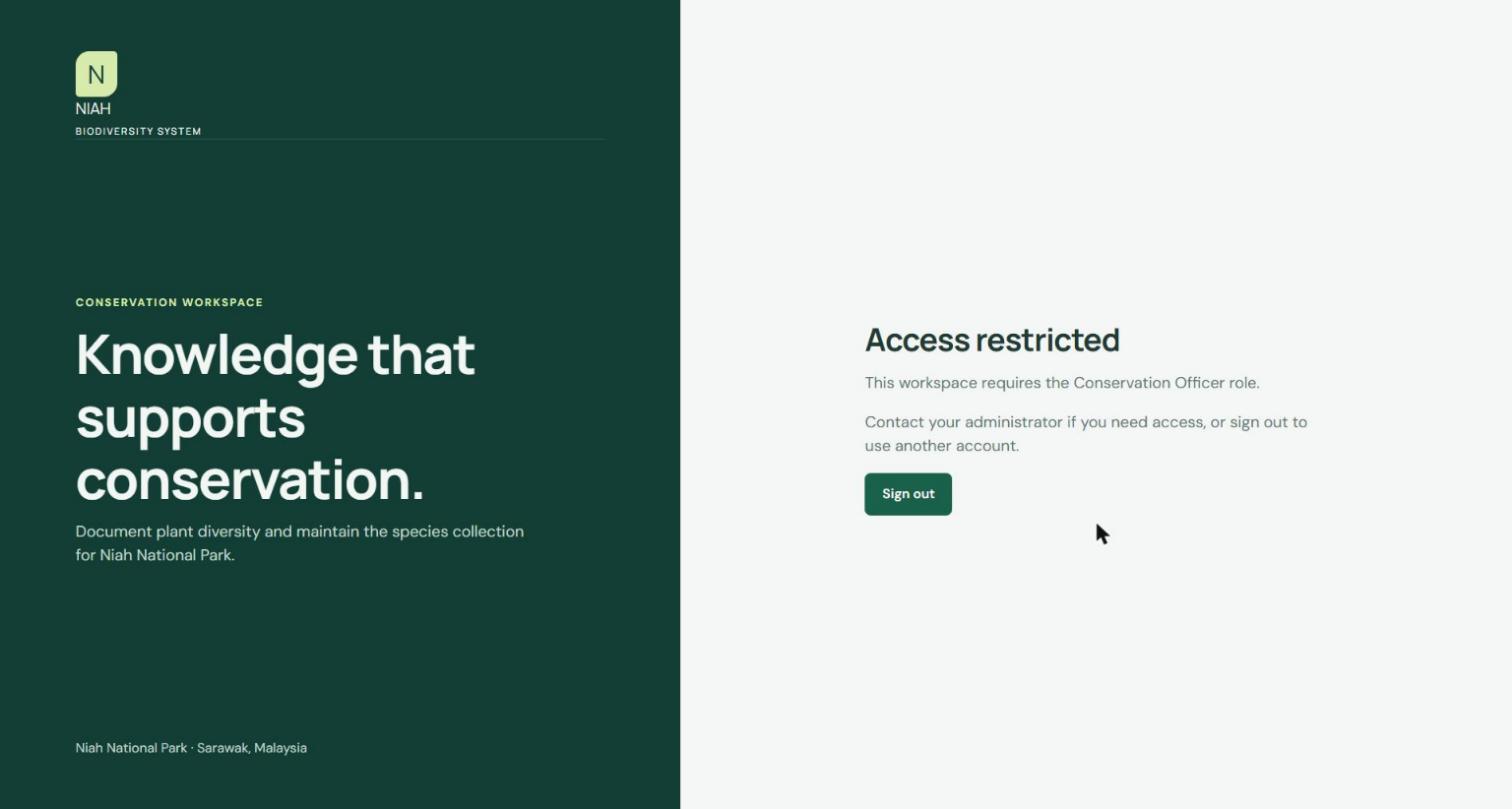 N
NIAH
BIODIVERSITY SYSTEM
CONSERVATION WORKSPACE
Knowledge that
supports
conservation.
Document plant diversity and maintain the species collection
for Niah National Park.
Niah National Park · Sarawak, Malaysia
Access restricted
This workspace requires the Conservation Officer role.
Contact your administrator if you need access, or sign out to
use another account.
Sign out